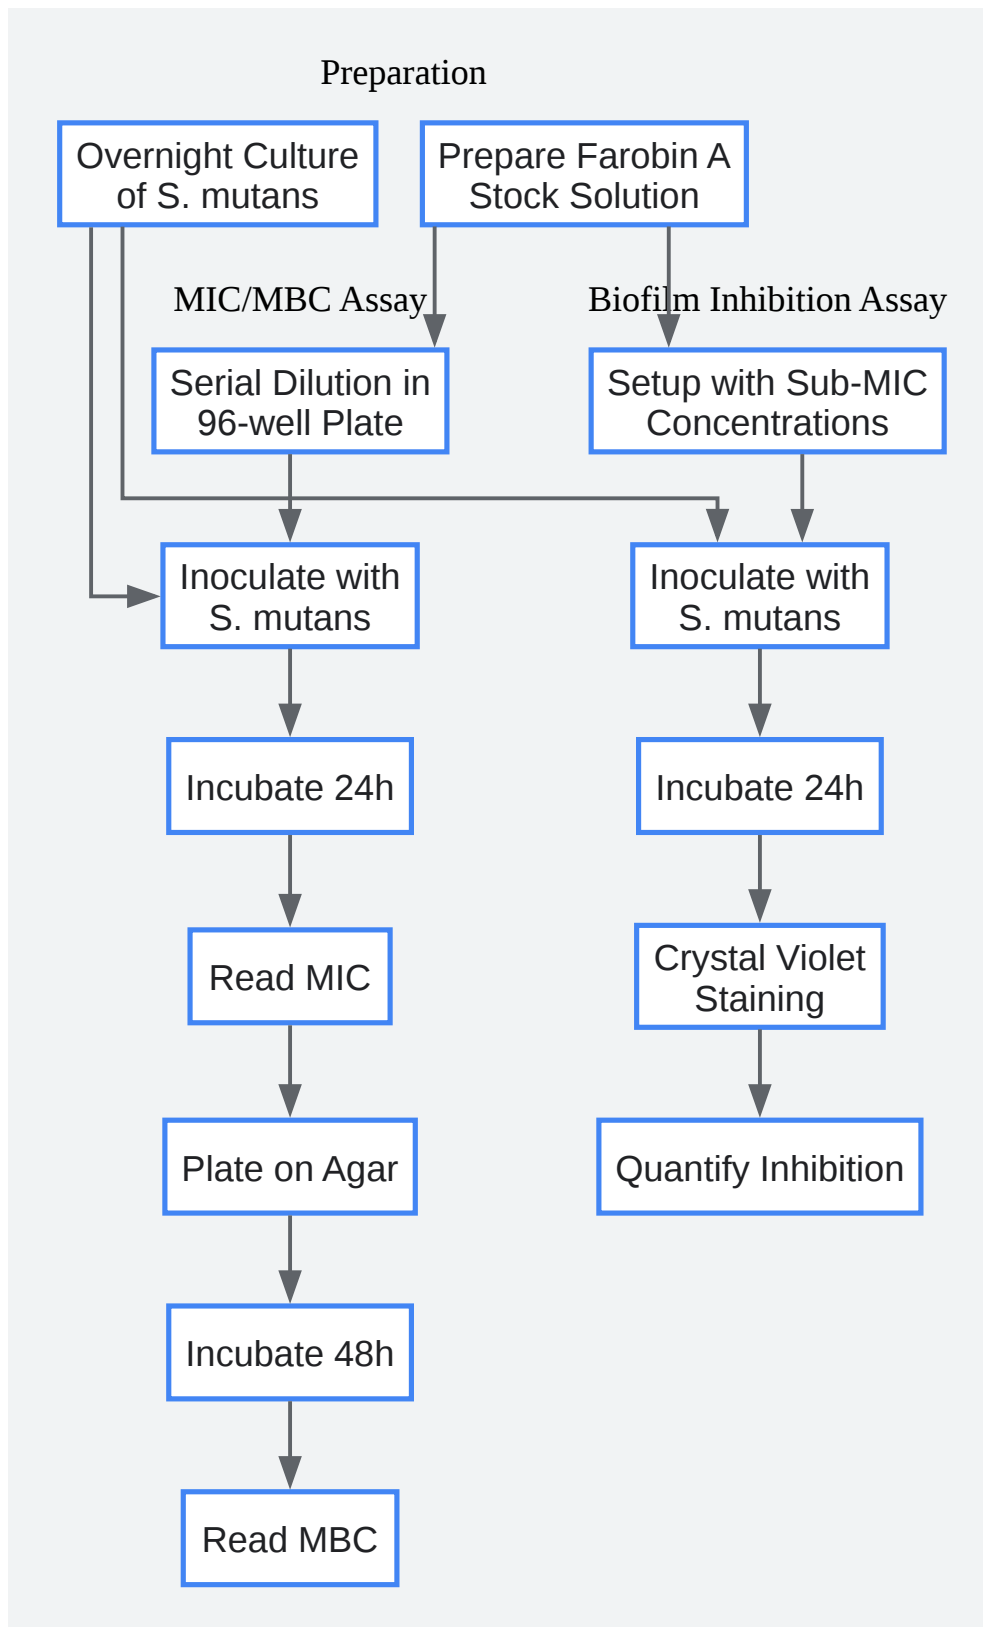 Preparation
Overnight Culture
of S. mutans
Prepare Farobin A
Stock Solution
MIC/MBC Assay
Serial Dilution in
96-well Plate
Inoculate with
S. mutans
Incubate 24h
Read MIC
Plate on Agar
Incubate 48h
Read MBC
Biofilm Inhibition Assay
Setup with Sub-MIC
Concentrations
Inoculate with
S. mutans
Incubate 24h
Crystal Violet
Staining
Quantify Inhibition